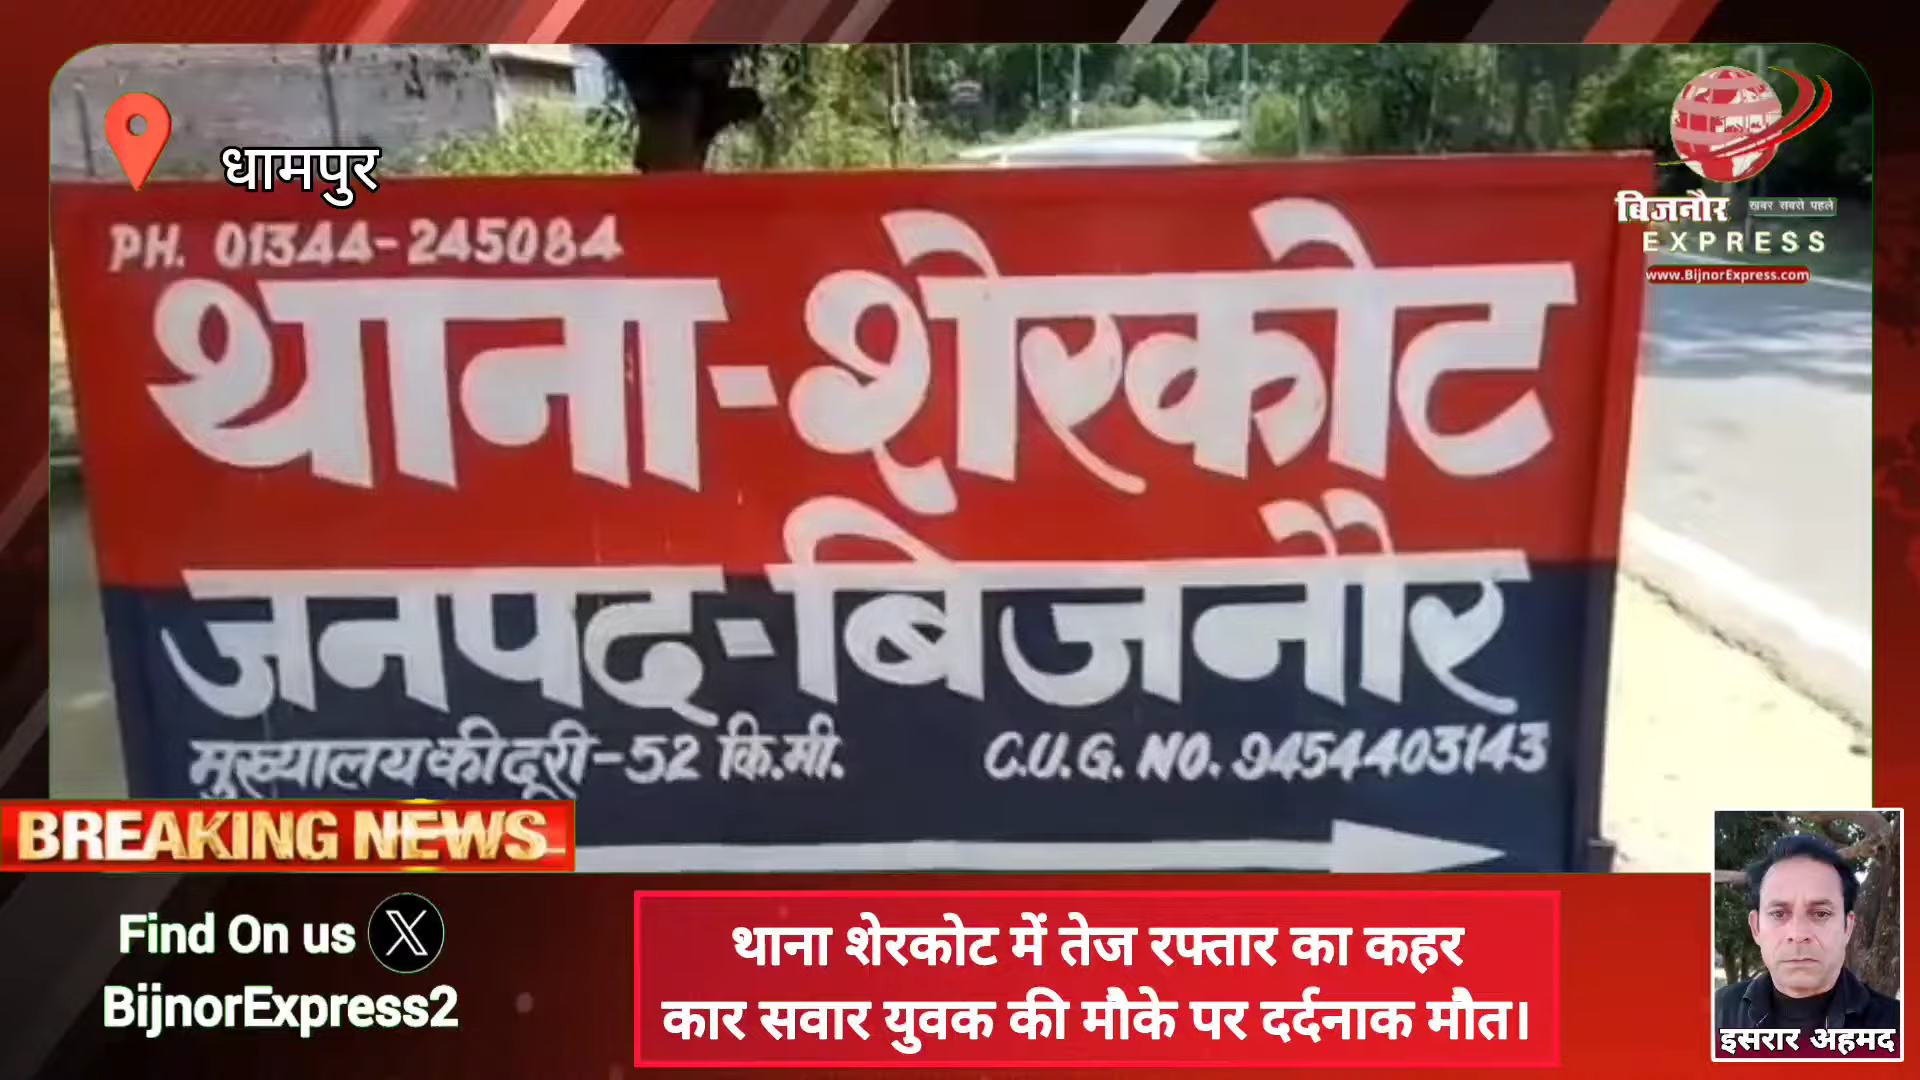 धामपुर
बिजनौर
खबर सबसे पहले
EXPRESS
www.BijnorExpress.com
PH. 01344-245084
थाना-शेरकोट
जनपद-बिजनौर
मुख्यालय की दूरी-52 कि.मी.
C.U.G. NO. 9454403143
BREAKING NEWS
Find On us X
BijnorExpress2
थाना शेरकोट में तेज रफ्तार का कहर
कार सवार युवक की मौके पर दर्दनाक मौत।
इसरार अहमद